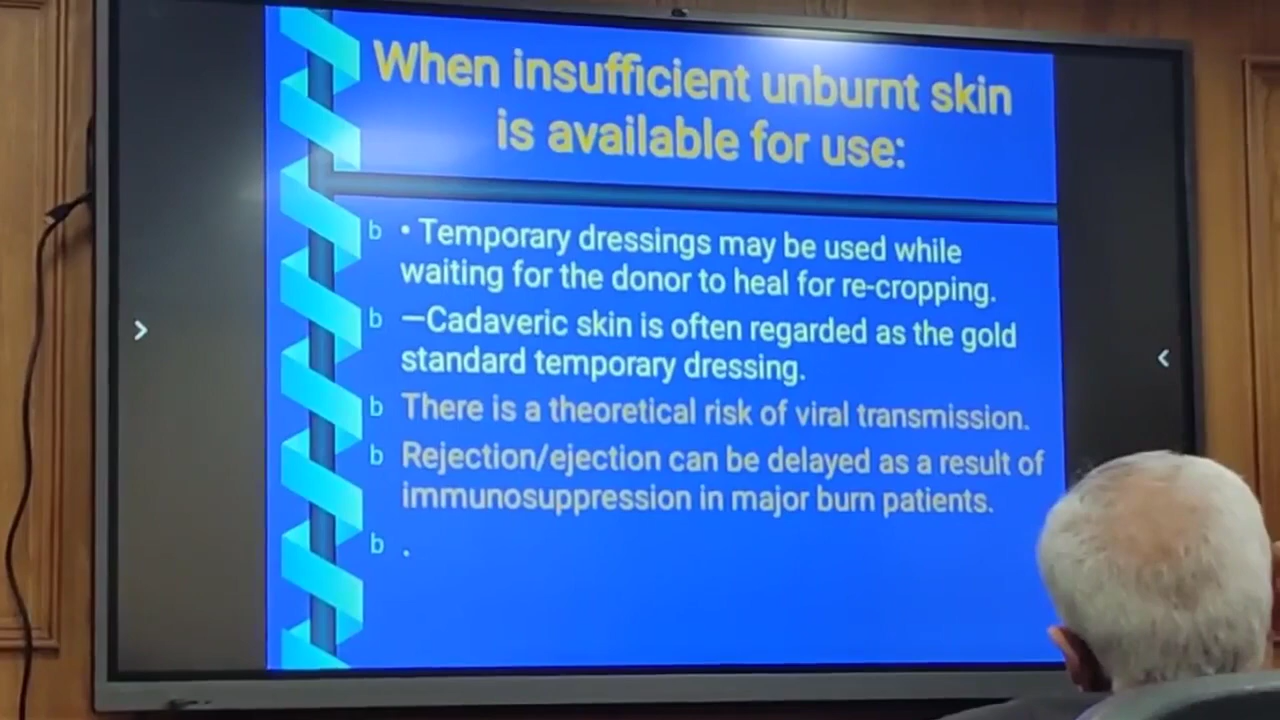 When insufficient unburnt skin
is available for use:
b • Temporary dressings may be used while
waiting for the donor to heal for re-cropping.
b –Cadaveric skin is often regarded as the gold
standard temporary dressing.
b There is a theoretical risk of viral transmission.
b Rejection/ejection can be delayed as a result of
immunosuppression in major burn patients.
b .